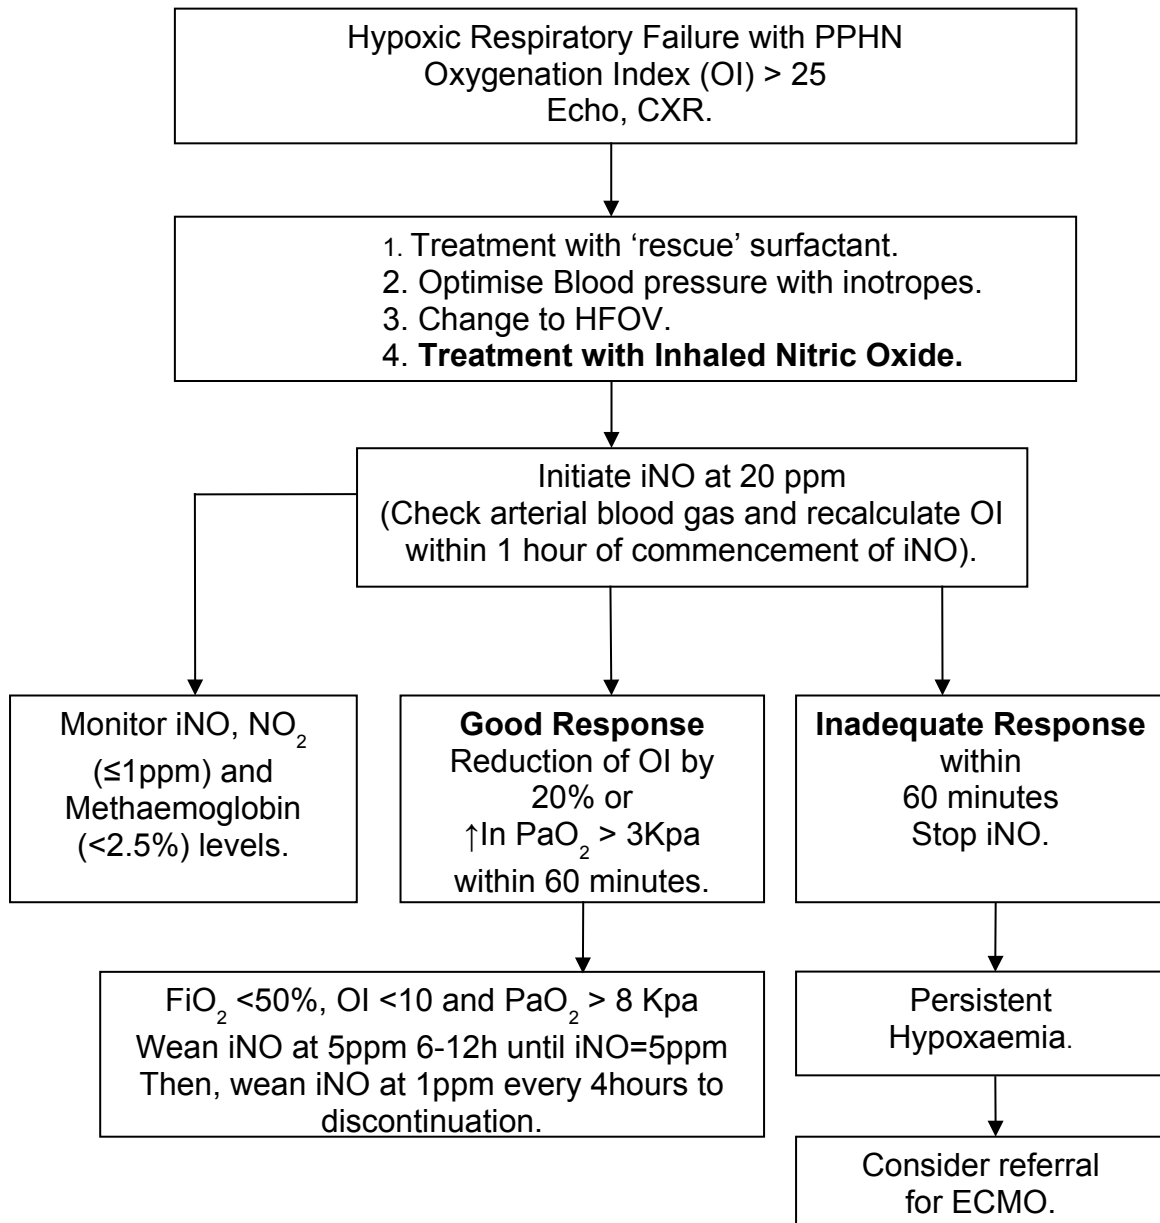 Hypoxic Respiratory Failure with PPHN
Oxygenation Index (OI) > 25
Echo, CXR.
1. Treatment with ‘rescue’ surfactant.
2. Optimise Blood pressure with inotropes.
3. Change to HFOV.
4. Treatment with Inhaled Nitric Oxide.
Initiate iNO at 20 ppm
(Check arterial blood gas and recalculate OI
within 1 hour of commencement of iNO).
Monitor iNO, NO₂
(≤1ppm) and
Methaemoglobin
(<2.5%) levels.
Good Response
Reduction of OI by
20% or
↑In PaO₂ > 3Kpa
within 60 minutes.
Inadequate Response
within
60 minutes
Stop iNO.
FiO₂ <50%, OI <10 and PaO₂ > 8 Kpa
Wean iNO at 5ppm 6-12h until iNO=5ppm
Then, wean iNO at 1ppm every 4hours to
discontinuation.
Persistent
Hypoxaemia.
Consider referral
for ECMO.